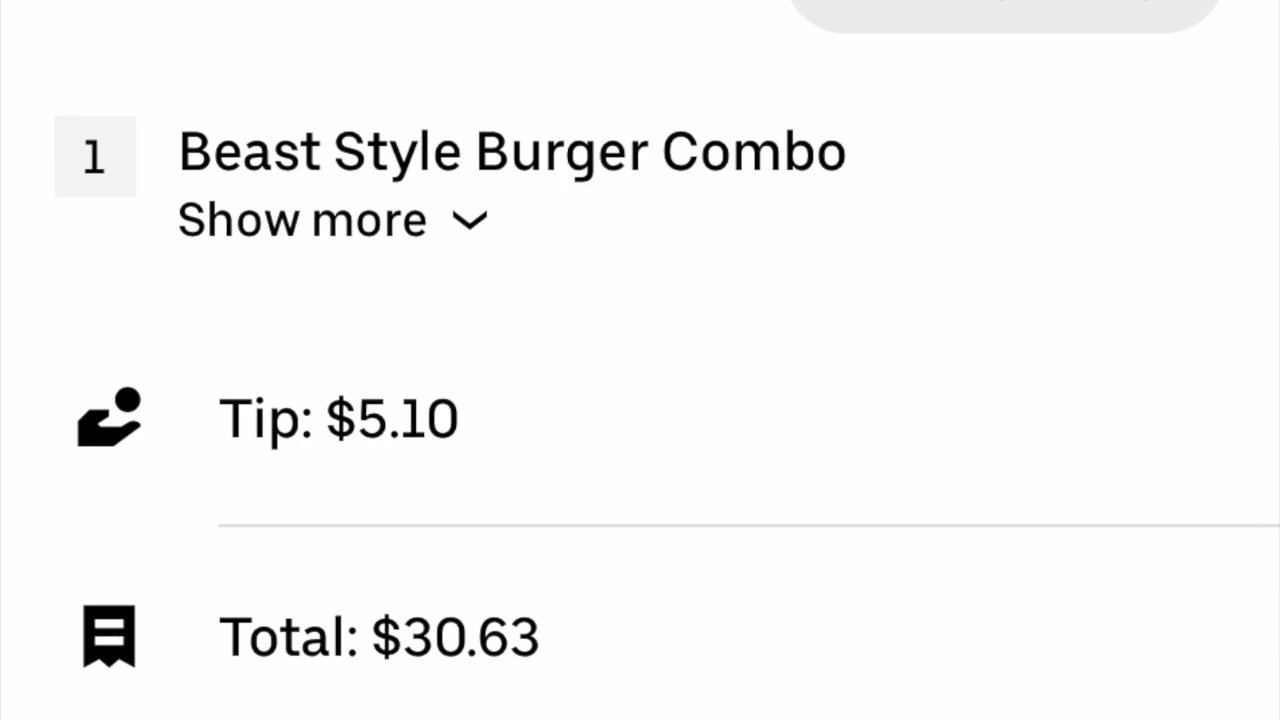 1
Beast Style Burger Combo
Show more
Tip: $5.10
Total: $30.63